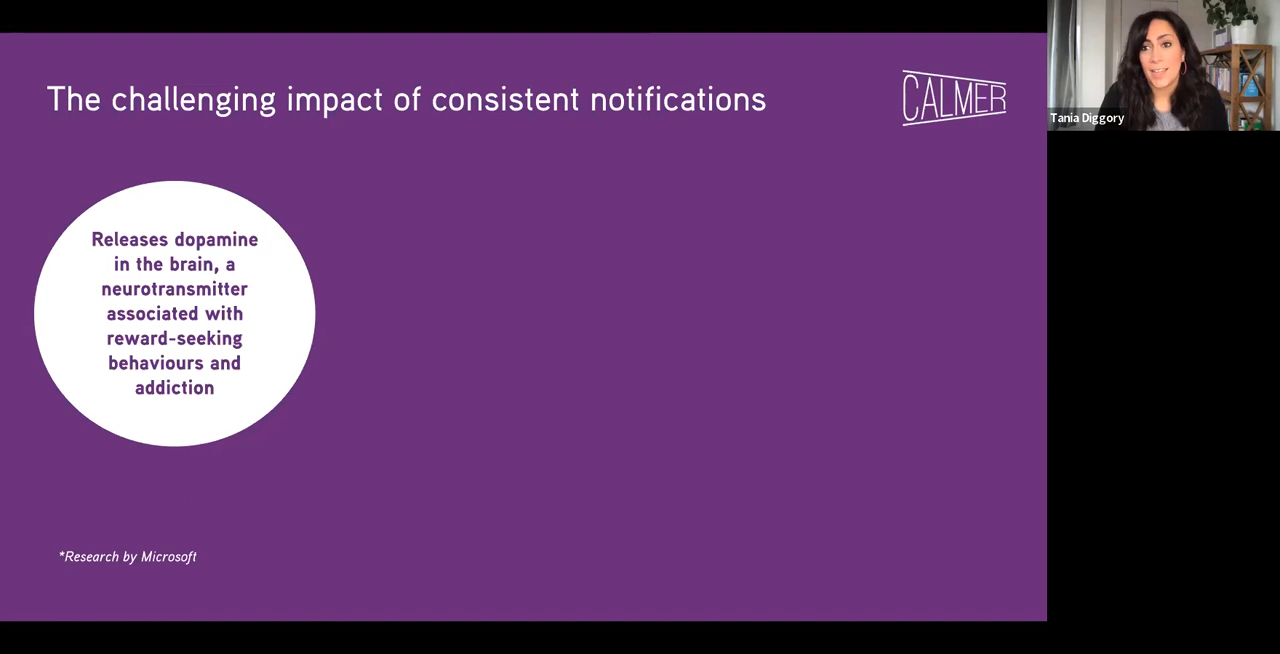 The challenging impact of consistent notifications
CALMER
Tania Diggory
Releases dopamine
in the brain, a
neurotransmitter
associated with
reward-seeking
behaviours and
addiction
*Research by Microsoft